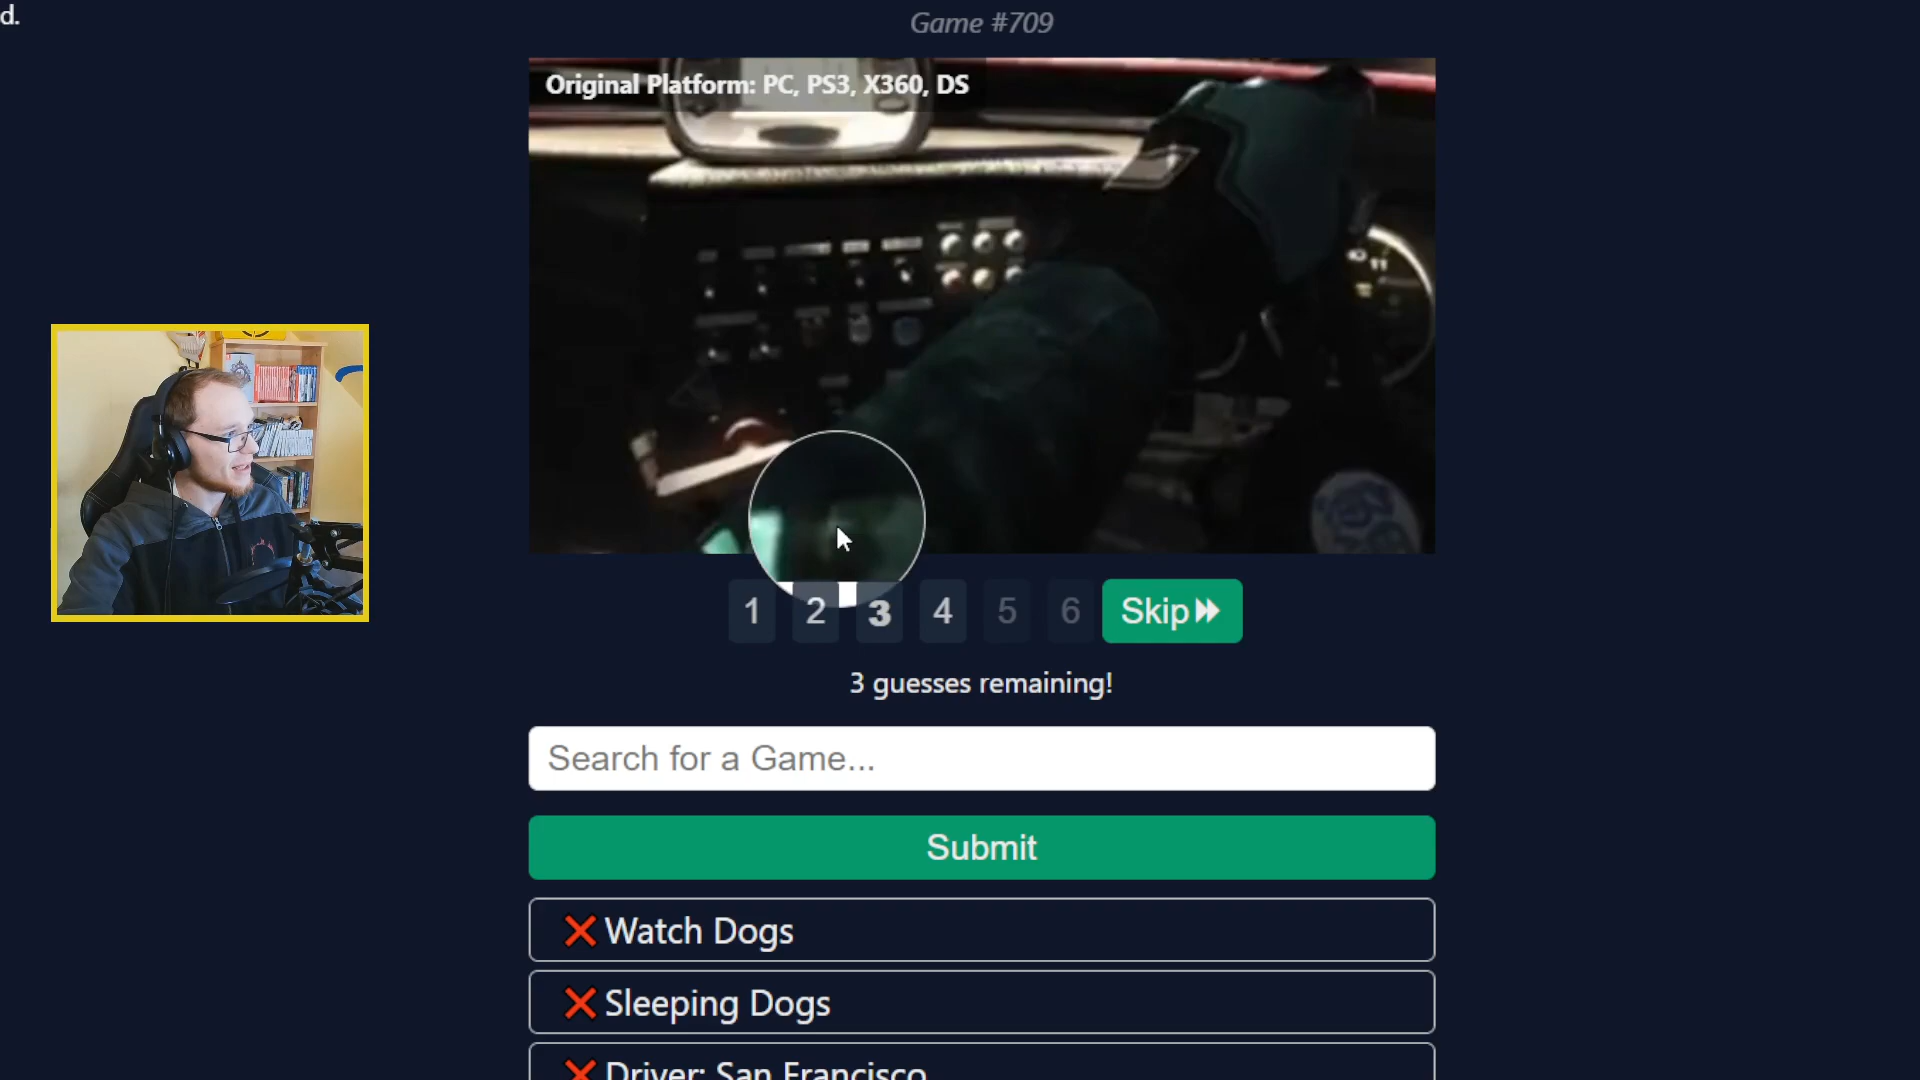 d.
Game #709
Original Platform: PC, PS3, X360, DS
11
1 2 3 4 5 6 Skip
3 guesses remaining!
Search for a Game...
Submit
Watch Dogs
Sleeping Dogs
Driver: San Francisco